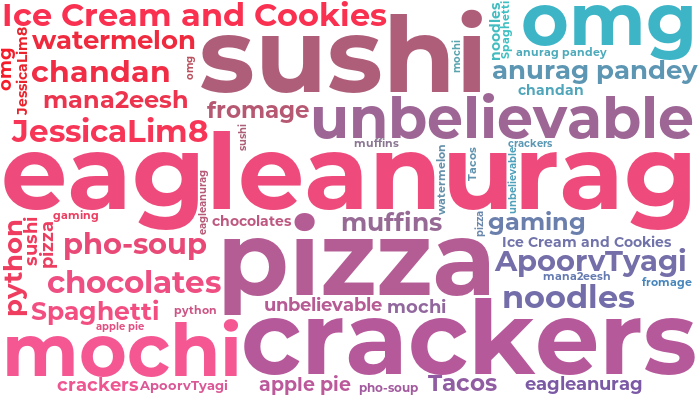 Ice Cream and Cookies
sushi
noodles
Spaghetti
omg
watermelon
omg
JessicaLim8
omg
mochi
anurag pandey
chandan
anurag pandey
chandan
mana2eesh
fromage
unbelievable
JessicaLim8
sushi
muffins
crackers
eagleanurag
watermelon
Tacos
unbelievable
eagleanurag
gaming
chocolates
muffins
pizza
gaming
python
sushi
pizza
pho-soup
pizza
Ice Cream and Cookies
ApoorvTyagi
mana2eesh
fromage
chocolates
noodles
Spaghetti
python
unbelievable
mochi
apple pie
mochi
crackers
crackers
ApoorvTyagi
apple pie
pho-soup
Tacos
eagleanurag